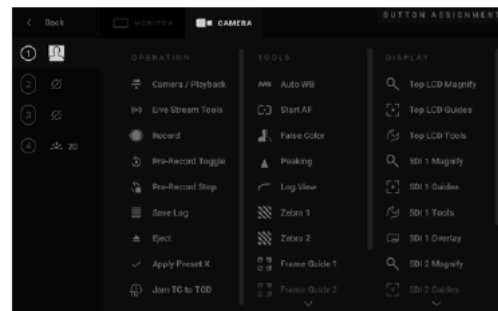 < Back
MONITOR
CAMERA
BUTTON ASSIGNMENT
1
2
3
4 20
OPERATION
Camera / Playback
Live Stream Tools
Record
Pre-Record Toggle
Pre-Record Stop
Save Log
Eject
Apply Preset X
Jam TC to TOD
TOOLS
AWB Auto WB
Start AF
False Color
Peaking
Log View
Zebra 1
Zebra 2
Frame Guide 1
Frame Guide 2
DISPLAY
Top LCD Magnify
Top LCD Guides
Top LCD Tools
SDI 1 Magnify
SDI 1 Guides
SDI 1 Tools
SDI 1 Overlay
SDI 2 Magnify
SDI 2 Guides